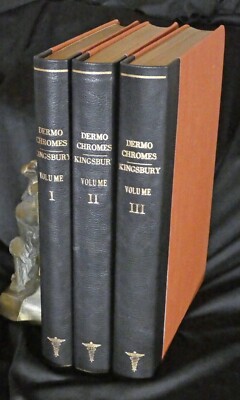 DERMO
CHROMES
KINGSBURY
VOLUME
I
DERMO
CHROMES
KINGSBURY
VOLUME
II
DERMO
CHROMES
KINGSBURY
VOLUME
III